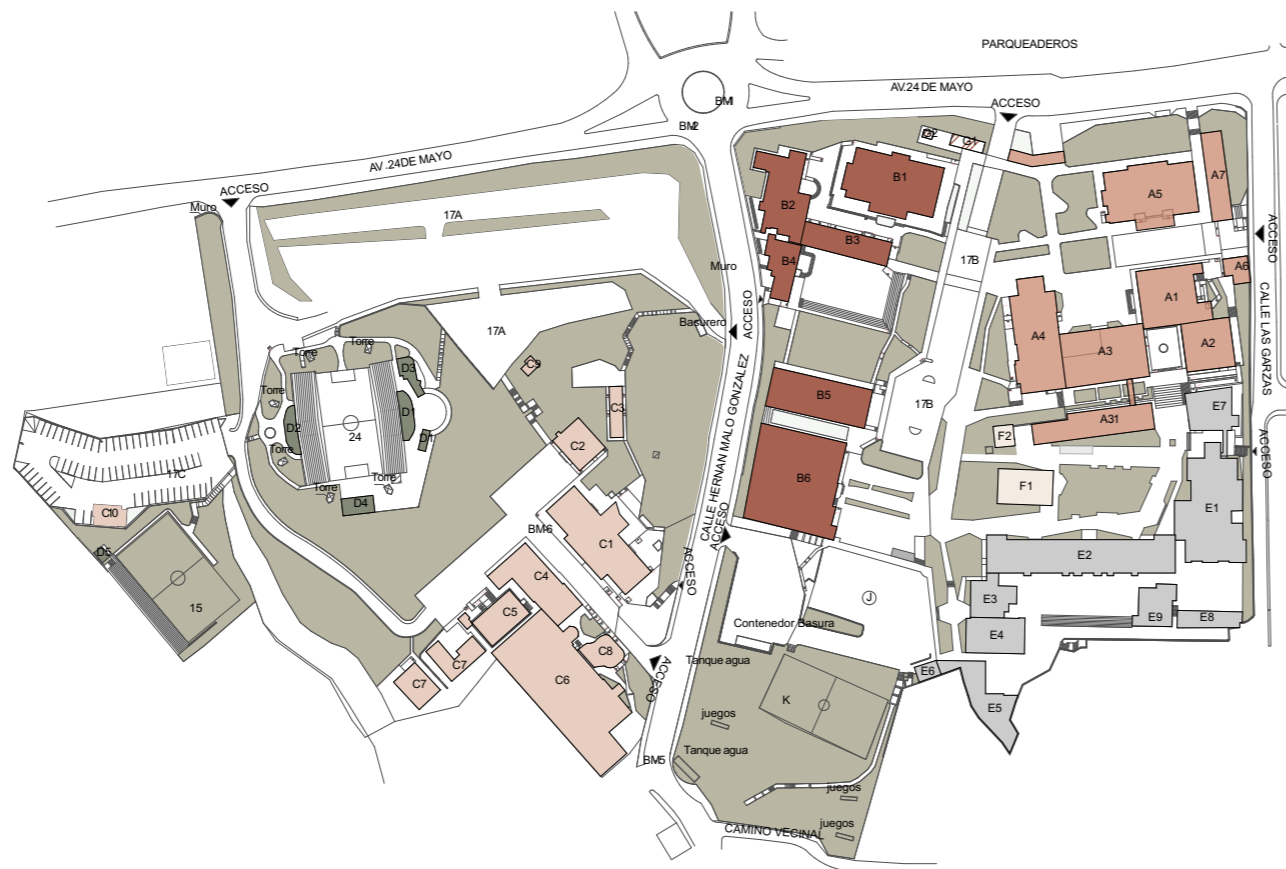 PARQUEADEROS
AV.24 DE MAYO
ACCESO
BM1
BM2
G2
G1
AV.24DE MAYO
ACCESO
Muro
17A
B1
B2
B3
B4
A5
A7
ACCESO
17B
A6
Muro
A1
CALLE LAS GARZAS
Basurero
ACCESO
17A
A4
A3
A2
Torre
Torre
D3
C9
CALLE HERNAN MALO GONZALEZ
Torre
D1
C3
B5
17B
E7
A31
D2
24
D1
F2
ACCESO
Torre
C2
17C
Torre
Torre
B6
F1
D4
E1
C10
BM6
C1
ACCESO
D5
E2
ACCESO
C4
15
J
E3
C5
Contenedor Basura
E9
E8
E4
C7
C8
Tanque agua
ACCESO
E6
C7
C6
K
E5
juegos
Tanque agua
BM5
juegos
juegos
CAMINO VECINAL